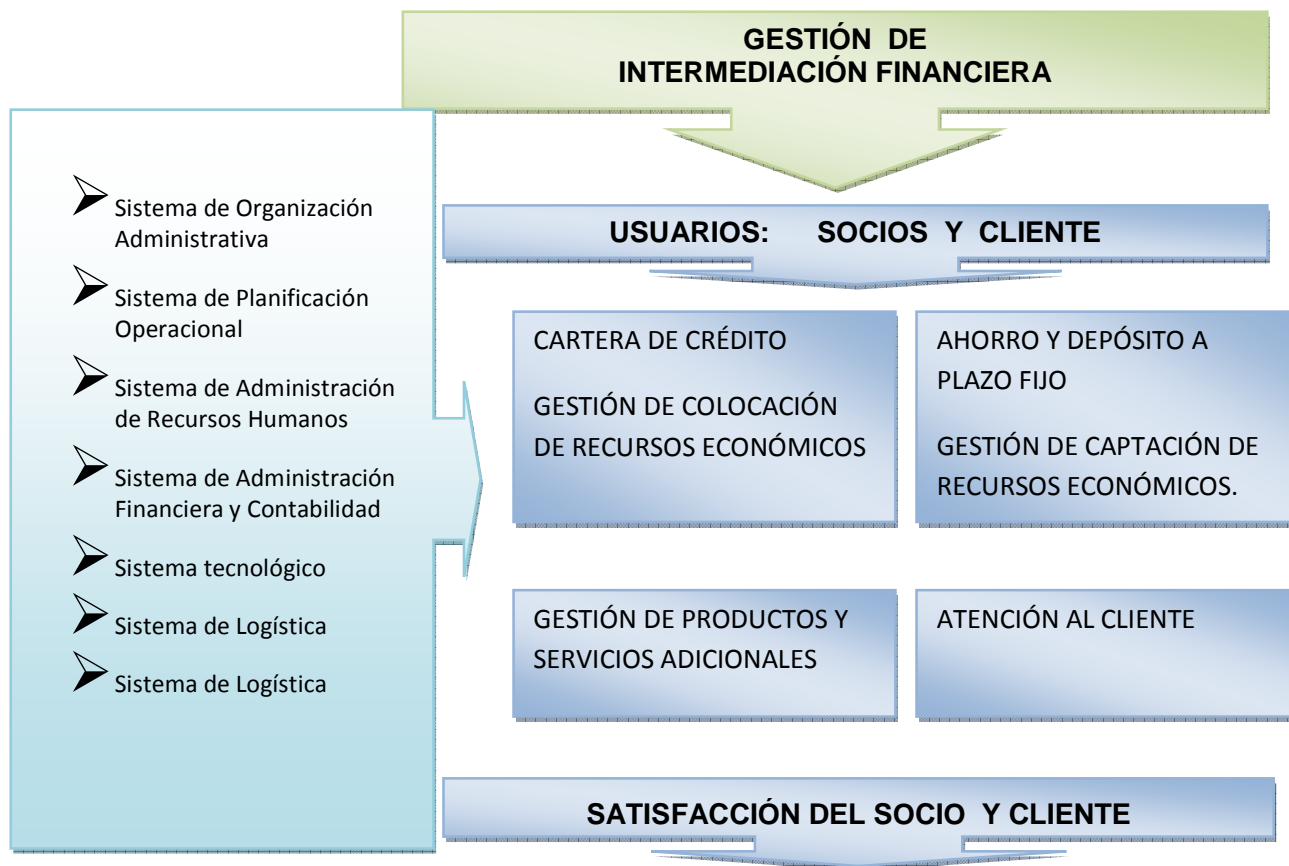 GESTIÓN DE
INTERMEDIACIÓN FINANCIERA
Sistema de Organización
Administrativa
Sistema de Planificación
Operacional
Sistema de Administración
de Recursos Humanos
Sistema de Administración
Financiera y Contabilidad
Sistema tecnológico
Sistema de Logística
Sistema de Logística
USUARIOS: SOCIOS Y CLIENTE
CARTERA DE CRÉDITO
GESTIÓN DE COLOCACIÓN
DE RECURSOS ECONÓMICOS
AHORRO Y DEPÓSITO A
PLAZO FIJO
GESTIÓN DE CAPTACIÓN DE
RECURSOS ECONÓMICOS.
GESTIÓN DE PRODUCTOS Y
SERVICIOS ADICIONALES
ATENCIÓN AL CLIENTE
SATISFACCIÓN DEL SOCIO Y CLIENTE